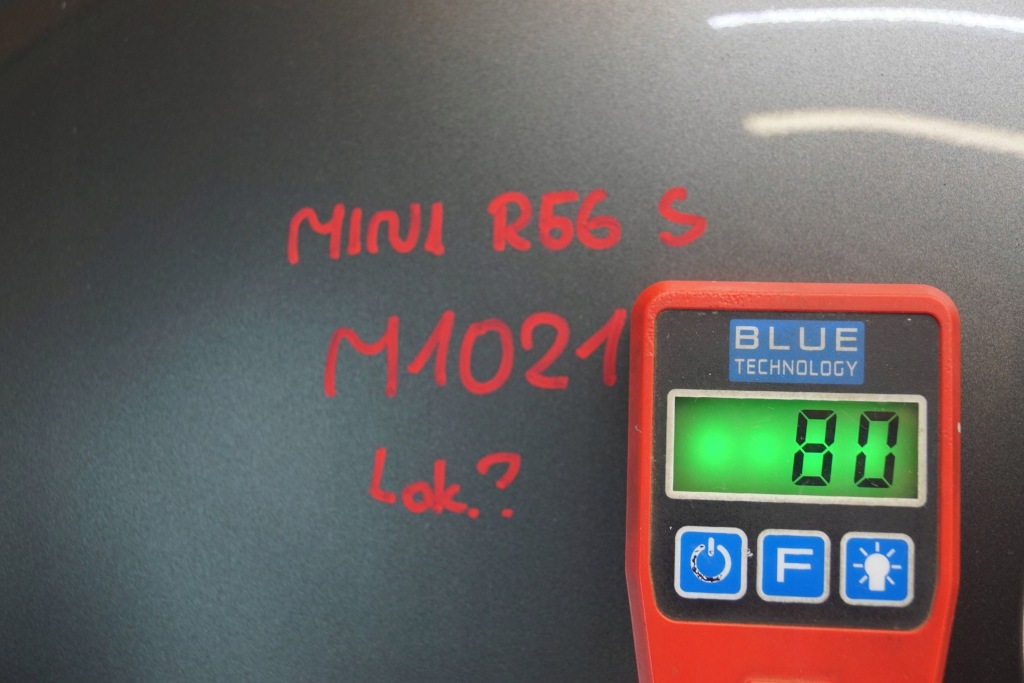 MINI R56 S
M1021
Lok.?
BLUE
TECHNOLOGY
80
F